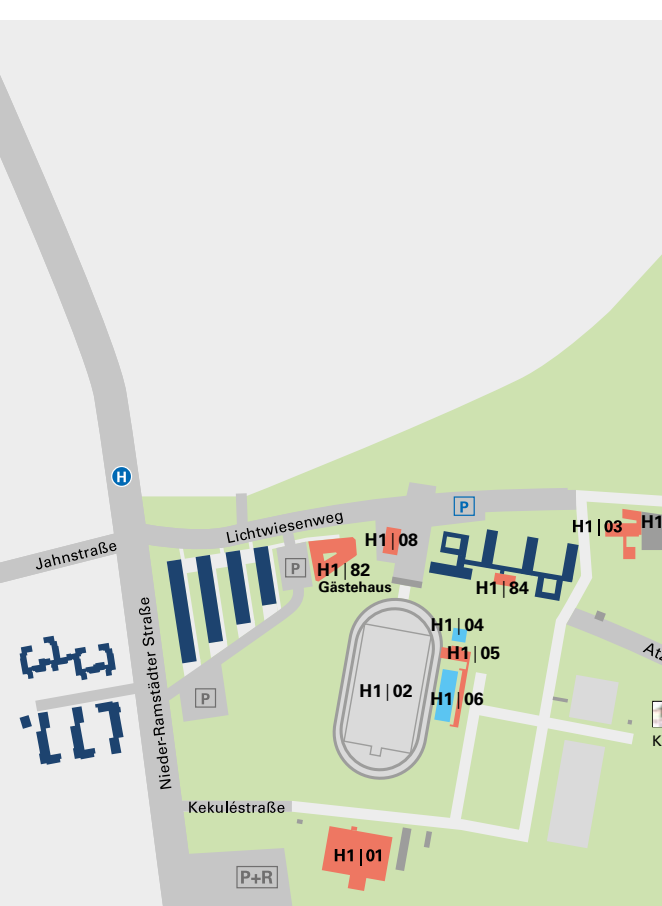 H
P
Lichtwiesenweg
H1|03
H1
Jahnstraße
H1|08
P
H1|82
Gästehaus
H1|84
Nieder-Ramstädter Straße
H1|04
H1|05
H1|02
H1|06
P
Kekuléstraße
H1|01
P+R